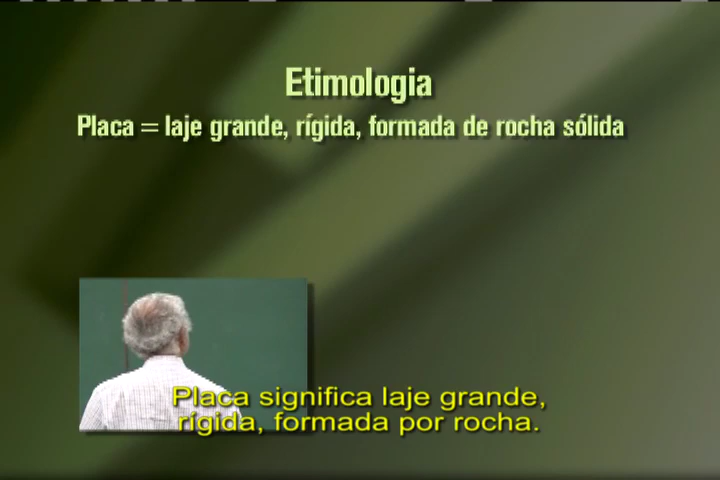 Etimologia
Placa = laje grande, rígida, formada de rocha sólida
Placa significa laje grande,
rígida, formada por rocha.